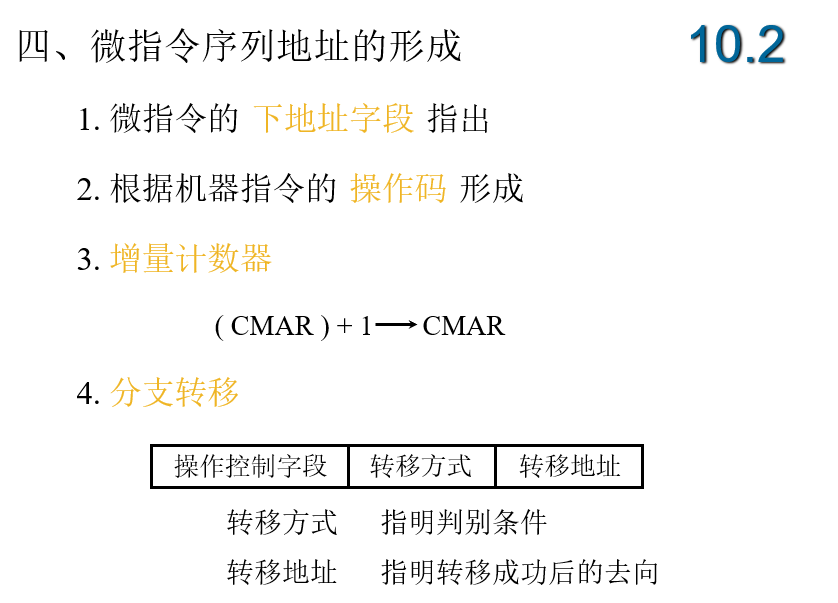 四、微指令序列地址的形成
10.2
1. 微指令的 下地址字段 指出
2. 根据机器指令的 操作码 形成
3. 增量计数器
( CMAR ) + 1 ⟶ CMAR
4. 分支转移
操作控制字段 转移方式 转移地址
转移方式 指明判别条件
转移地址 指明转移成功后的去向